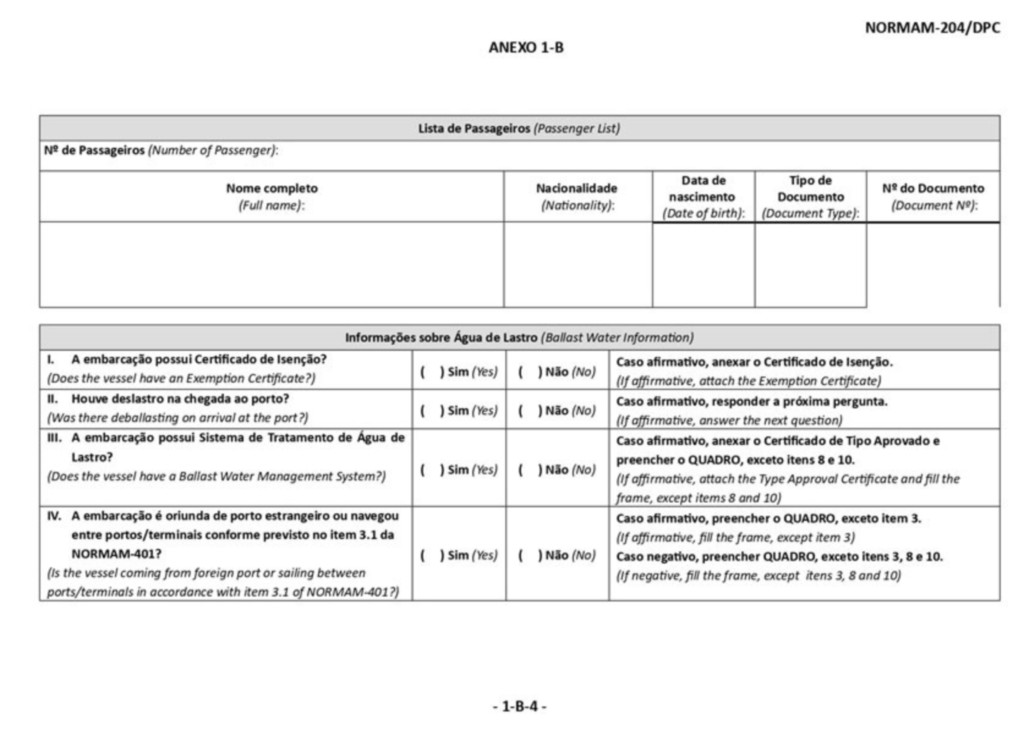 NORMAM-204/DPC
ANEXO 1-B
Lista de Passageiros (Passenger List)
Nº de Passageiros (Number of Passenger):
Nome completo
(Full name):
Nacionalidade
(Nationality):
Data de
nascimento
(Date of birth):
Tipo de
Documento
(Document Type):
Nº do Documento
(Document Nº):
Informações sobre Água de Lastro (Ballast Water Information)
I. A embarcação possui Certificado de Isenção?
(Does the vessel have an Exemption Certificate?)
( ) Sim (Yes)
( ) Não (No)
Caso afirmativo, anexar o Certificado de Isenção.
(If affirmative, attach the Exemption Certificate)
II. Houve deslastro na chegada ao porto?
(Was there deballasting on arrival at the port?)
( ) Sim (Yes)
( ) Não (No)
Caso afirmativo, responder a próxima pergunta.
(If affirmative, answer the next question)
III. A embarcação possui Sistema de Tratamento de Água de
Lastro?
(Does the vessel have a Ballast Water Management System?)
( ) Sim (Yes)
( ) Não (No)
Caso afirmativo, anexar o Certificado de Tipo Aprovado e
preencher o QUADRO, exceto itens 8 e 10.
(If affirmative, attach the Type Approval Certificate and fill the
frame, except items 8 and 10)
IV. A embarcação é oriunda de porto estrangeiro ou navegou
entre portos/terminais conforme previsto no item 3.1 da
NORMAM-401?
(Is the vessel coming from foreign port or sailing between
ports/terminals in accordance with item 3.1 of NORMAM-401?)
( ) Sim (Yes)
( ) Não (No)
Caso afirmativo, preencher o QUADRO, exceto item 3.
(If affirmative, fill the frame, except item 3)
Caso negativo, preencher QUADRO, exceto itens 3, 8 e 10.
(If negative, fill the frame, except itens 3, 8 and 10)
- 1-B-4 -